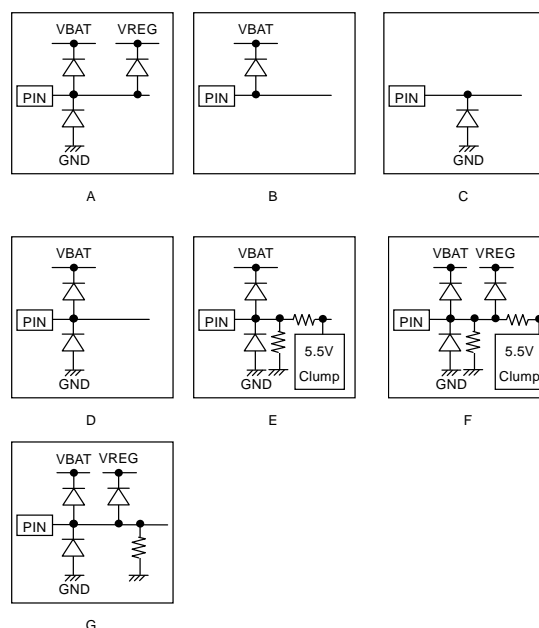 VBAT VREG
PIN
GND
A
VBAT
PIN
B
PIN
GND
C
VBAT
PIN
GND
D
VBAT
PIN
GND
5.5V
Clump
E
VBAT VREG
PIN
GND
5.5V
Clump
F
VBAT VREG
PIN
GND
G